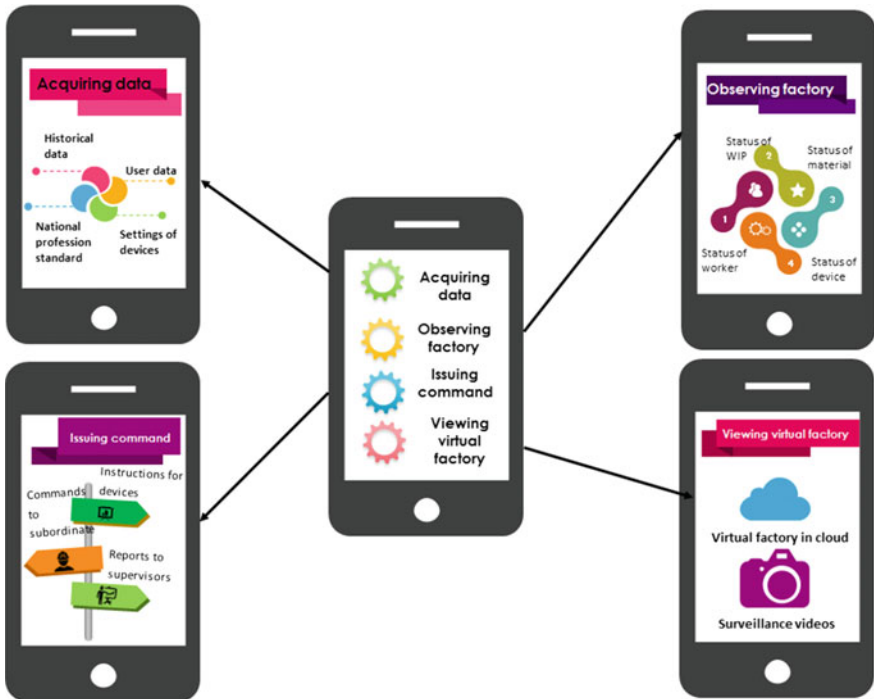 Acquiring data
Historical
data
User data
National
profession
standard
Settings of
devices
Observing factory
Status of
WIP
2
Status of
material
3
1
Status of
worker
4
Status of
device
Acquiring
data
Observing
factory
Issuing
command
Viewing
virtual
factory
Issuing command
Instructions for
devices
Commands
to
subordinate
Reports to
supervisors
Viewing virtual factory
Virtual factory in cloud
Surveillance videos